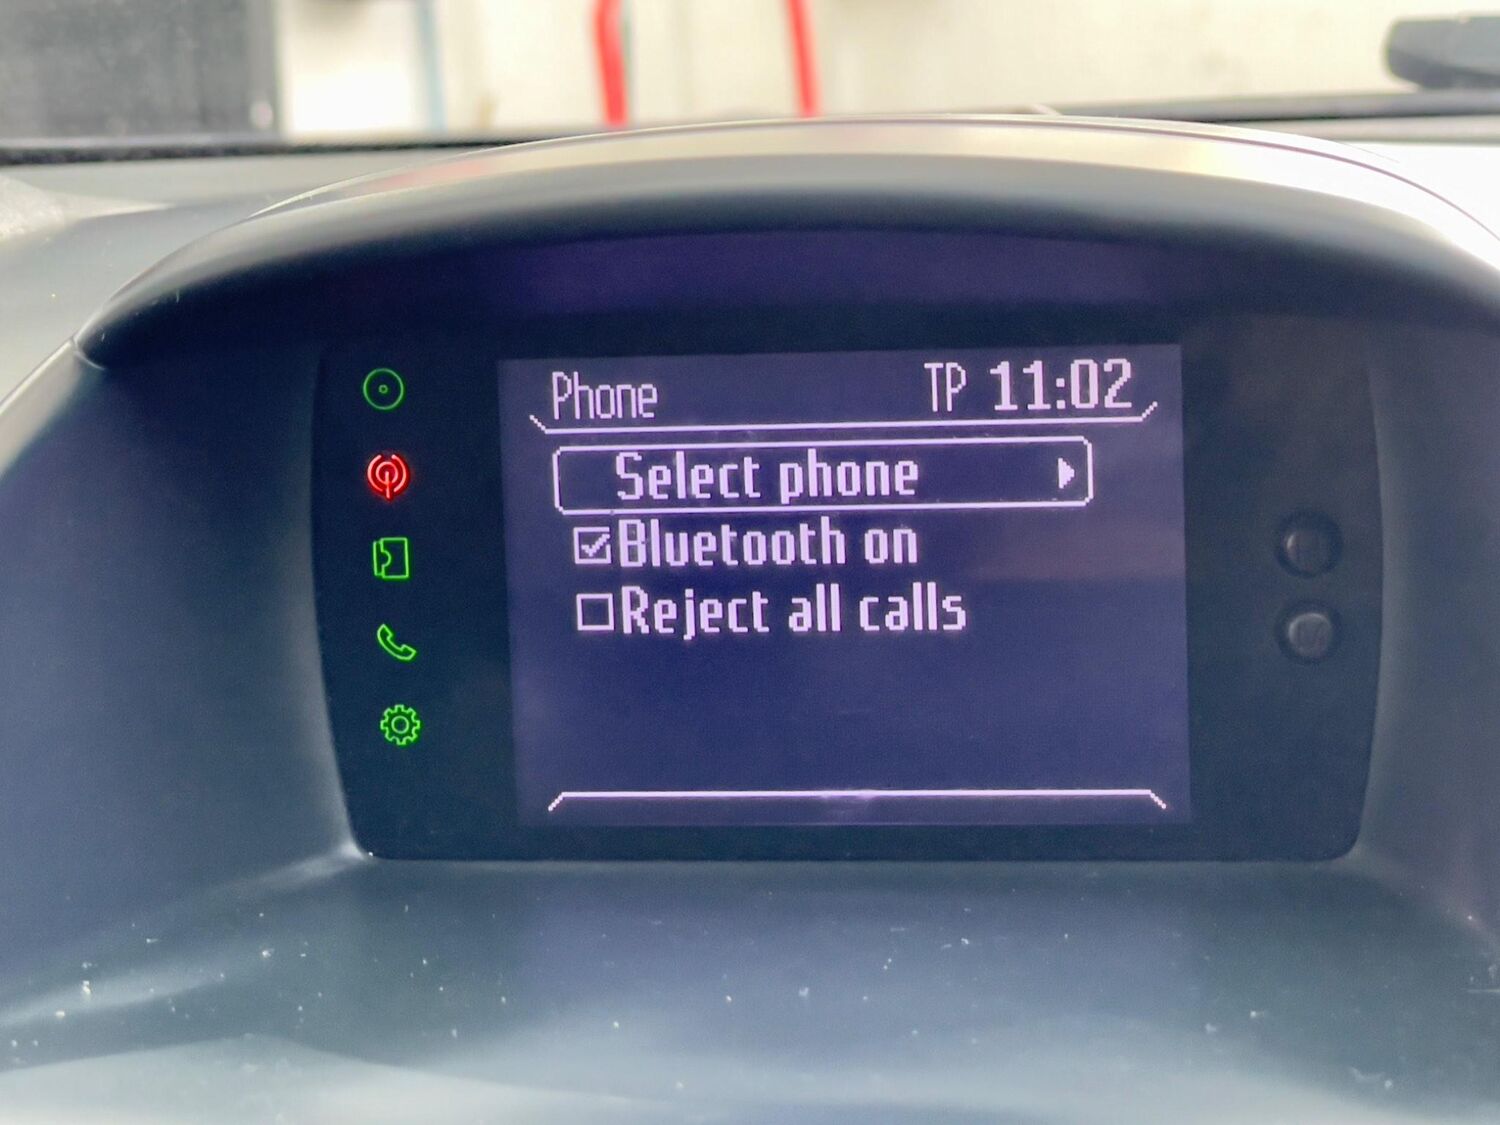 Phone TP 11:02
Select phone
Bluetooth on
Reject all calls